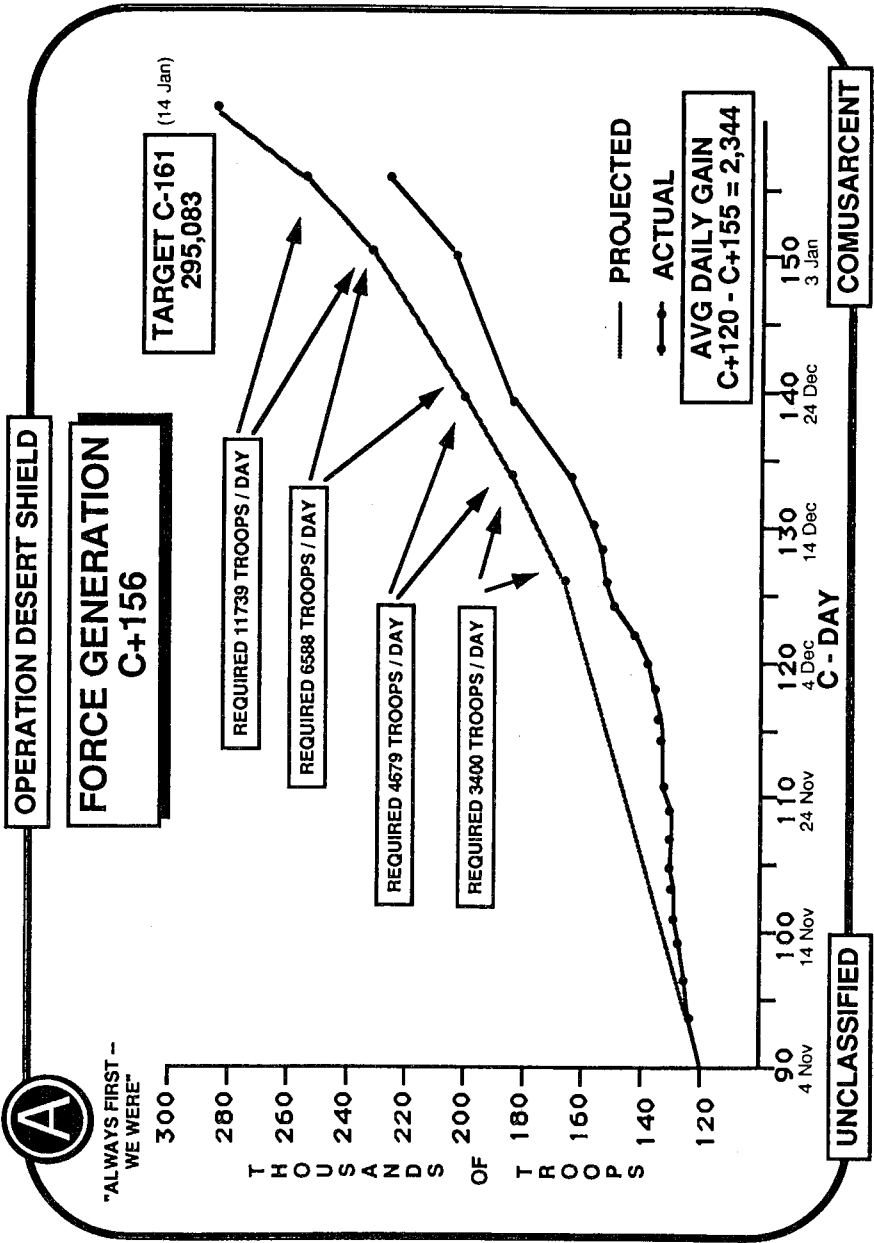 OPERATION DESERT SHIELD
A
"ALWAYS FIRST –
WE WERE"
FORCE GENERATION
C+156
TARGET C-161
295,083
(14 Jan)
REQUIRED 11739 TROOPS / DAY
REQUIRED 6588 TROOPS / DAY
REQUIRED 4679 TROOPS / DAY
REQUIRED 3400 TROOPS / DAY
THOUSANDS OF TROOPS
300
280
260
240
220
200
180
160
140
120
PROJECTED
ACTUAL
AVG DAILY GAIN
C+120 - C+155 = 2,344
90 100 110 120 130 140 150
4 Nov 14 Nov 24 Nov 4 Dec 14 Dec 24 Dec 3 Jan
C - DAY
UNCLASSIFIED
COMUSARCENT